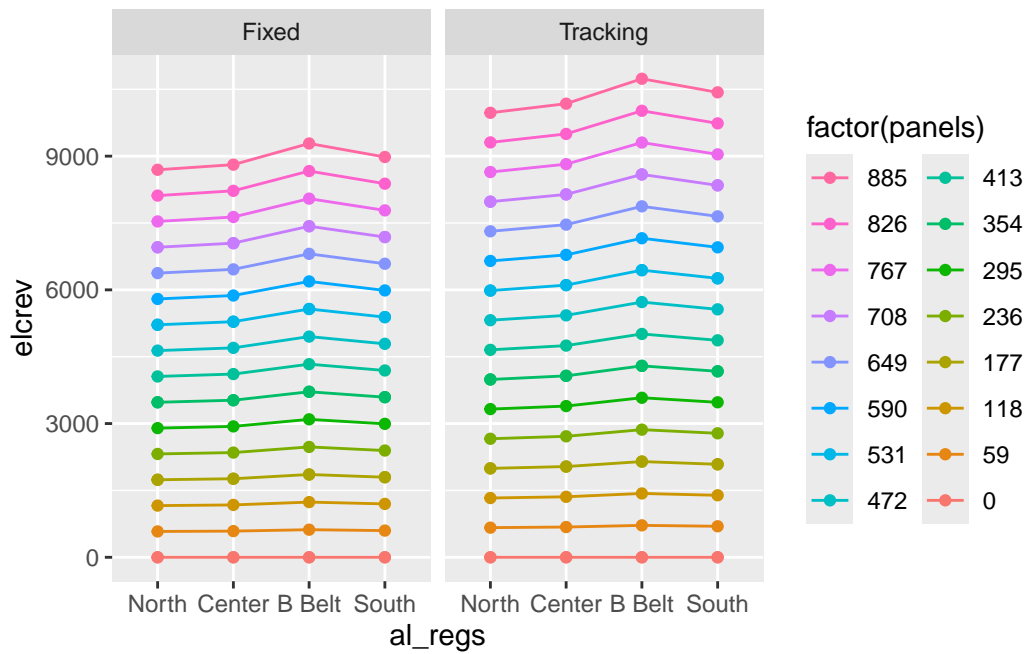 Fixed Tracking
9000
6000
3000
0
elcrev
North Center B Belt South North Center B Belt South
al_regs
factor(panels)
885 413
826 354
767 295
708 236
649 177
590 118
531 59
472 0